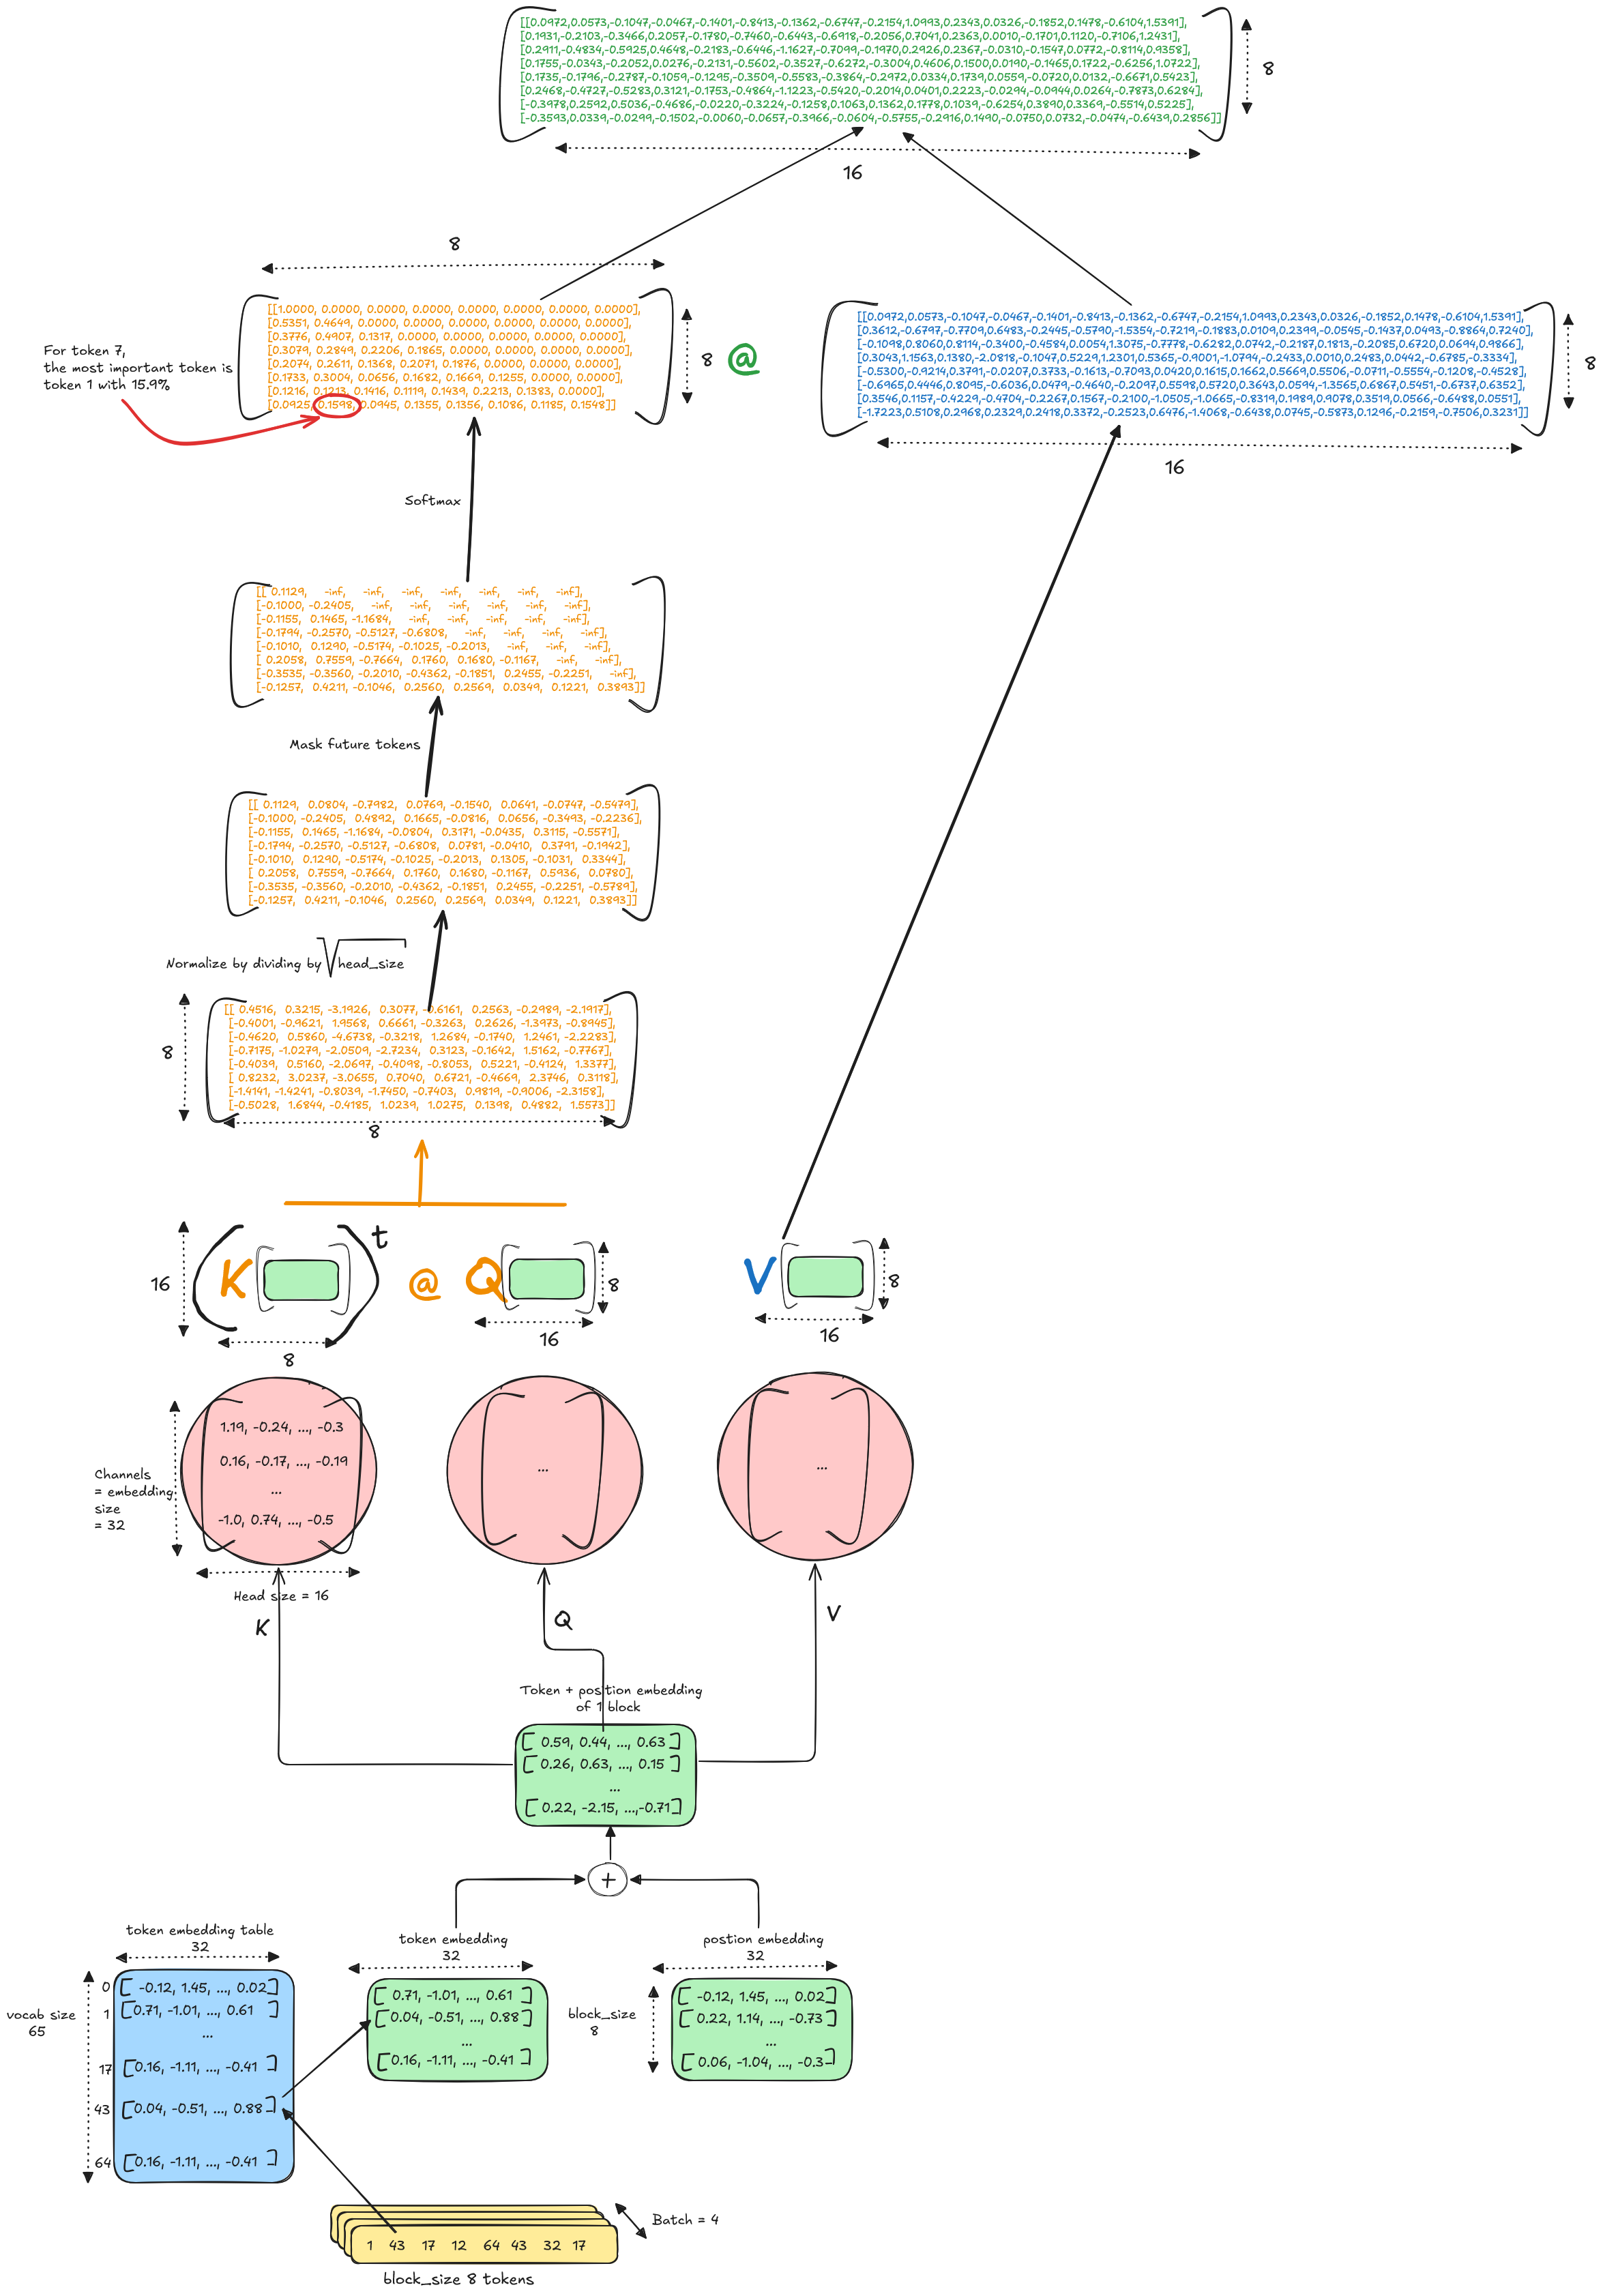 [[0.0972,0.0573,-0.1047,-0.0467,-0.1401,-0.8413,-0.1362,-0.6747,-0.2154,1.0993,0.2343,0.0326,-0.1852,0.1478,-0.6104,1.5391],
[0.1931,-0.2103,-0.3466,0.2057,-0.1780,-0.7460,-0.6443,-0.6918,-0.2056,0.7041,0.2363,0.0010,-0.1701,0.1120,-0.7106,1.2431],
[0.2911,-0.4834,-0.5925,0.4648,-0.2183,-0.6446,-1.1627,-0.7099,-0.1970,0.2926,0.2367,-0.0310,-0.1547,0.0772,-0.8114,0.9358],
[0.1755,-0.0343,-0.2052,0.0276,-0.2131,-0.5602,-0.3527,-0.6272,-0.3004,0.4606,0.1500,0.0190,-0.1465,0.1722,-0.6256,1.0722],
[0.1735,-0.1796,-0.2787,-0.1059,-0.1295,-0.3509,-0.5583,-0.3864,-0.2972,0.0334,0.1739,0.0559,-0.0720,0.0132,-0.6671,0.5423],
[0.2468,-0.4727,-0.5283,0.3121,-0.1753,-0.4864,-1.1223,-0.5420,-0.2014,0.0401,0.2223,-0.0294,-0.0944,0.0264,-0.7873,0.6284],
[-0.3978,0.2592,0.5036,-0.4686,-0.0220,-0.3224,-0.1258,0.1063,0.1362,0.1778,0.1039,-0.6254,0.3890,0.3369,-0.5514,0.5225],
[-0.3593,0.0339,-0.0299,-0.1502,-0.0060,-0.0657,-0.3966,-0.0604,-0.5755,-0.2916,0.1490,-0.0750,0.0732,-0.0474,-0.6439,0.2856]]
8
16
8
[[1.0000, 0.0000, 0.0000, 0.0000, 0.0000, 0.0000, 0.0000, 0.0000],
[0.5351, 0.4649, 0.0000, 0.0000, 0.0000, 0.0000, 0.0000, 0.0000],
[0.3776, 0.4907, 0.1317, 0.0000, 0.0000, 0.0000, 0.0000, 0.0000],
[0.3079, 0.2849, 0.2206, 0.1865, 0.0000, 0.0000, 0.0000, 0.0000],
[0.2074, 0.2611, 0.1368, 0.2071, 0.1876, 0.0000, 0.0000, 0.0000],
[0.1733, 0.3004, 0.0656, 0.1682, 0.1669, 0.1255, 0.0000, 0.0000],
[0.1216, 0.1213, 0.1416, 0.1119, 0.1439, 0.2213, 0.1383, 0.0000],
[0.0925, 0.1598, 0.0945, 0.1355, 0.1356, 0.1086, 0.1185, 0.1548]]
8
@
For token 7,
the most important token is
token 1 with 15.9%
[[0.0972,0.0573,-0.1047,-0.0467,-0.1401,-0.8413,-0.1362,-0.6747,-0.2154,1.0993,0.2343,0.0326,-0.1852,0.1478,-0.6104,1.5391],
[0.3612,-0.6797,-0.7709,0.6483,-0.2445,-0.5790,-1.5354,-0.7219,-0.1883,0.0109,0.2399,-0.0545,-0.1437,0.0493,-0.8864,0.7240],
[-0.1098,0.8060,0.8114,-0.3400,-0.4584,0.0054,1.3075,-0.7778,-0.6282,0.0742,-0.2187,0.1813,-0.2085,0.6720,0.0694,0.9866],
[0.3043,1.1563,0.1380,-2.0818,-0.1047,0.5229,1.2301,0.5365,-0.9001,-1.0794,-0.2433,0.0010,0.2483,0.0442,-0.6785,-0.3334],
[-0.5300,-0.9214,0.3791,-0.0207,0.3733,-0.1613,-0.7093,0.0420,0.1615,0.1662,0.5669,0.5506,-0.0711,-0.5554,-0.1208,-0.4528],
[-0.6965,0.4446,0.8095,-0.6036,0.0479,-0.4640,-0.2097,0.5598,0.5720,0.3643,0.0594,-1.3565,0.6867,0.5451,-0.6737,0.6352],
[0.3546,0.1157,-0.4229,-0.4704,-0.2267,0.1567,-0.2100,-1.0505,-1.0665,-0.8319,0.1989,0.9078,0.3519,0.0566,-0.6488,0.0551],
[-1.7223,0.5108,0.2968,0.2329,0.2418,0.3372,-0.2523,0.6476,-1.4068,-0.6438,0.0745,-0.5873,0.1296,-0.2159,-0.7506,0.3231]]
8
16
Softmax
[[ 0.1129, -inf, -inf, -inf, -inf, -inf, -inf, -inf],
[-0.1000, -0.2405, -inf, -inf, -inf, -inf, -inf, -inf],
[-0.1155, 0.1465, -1.1684, -inf, -inf, -inf, -inf, -inf],
[-0.1794, -0.2570, -0.5127, -0.6808, -inf, -inf, -inf, -inf],
[-0.1010, 0.1290, -0.5174, -0.1025, -0.2013, -inf, -inf, -inf],
[ 0.2058, 0.7559, -0.7664, 0.1760, 0.1680, -0.1167, -inf, -inf],
[-0.3535, -0.3560, -0.2010, -0.4362, -0.1851, 0.2455, -0.2251, -inf],
[-0.1257, 0.4211, -0.1046, 0.2560, 0.2569, 0.0349, 0.1221, 0.3893]]
Mask future tokens
[[ 0.1129, 0.0804, -0.7982, 0.0769, -0.1540, 0.0641, -0.0747, -0.5479],
[-0.1000, -0.2405, 0.4892, 0.1665, -0.0816, 0.0656, -0.3493, -0.2236],
[-0.1155, 0.1465, -1.1684, -0.0804, 0.3171, -0.0435, 0.3115, -0.5571],
[-0.1794, -0.2570, -0.5127, -0.6808, 0.0781, -0.0410, 0.3791, -0.1942],
[-0.1010, 0.1290, -0.5174, -0.1025, -0.2013, 0.1305, -0.1031, 0.3344],
[ 0.2058, 0.7559, -0.7664, 0.1760, 0.1680, -0.1167, 0.5936, 0.0780],
[-0.3535, -0.3560, -0.2010, -0.4362, -0.1851, 0.2455, -0.2251, -0.5789],
[-0.1257, 0.4211, -0.1046, 0.2560, 0.2569, 0.0349, 0.1221, 0.3893]]
Normalize by dividing by √head_size
[[ 0.4516, 0.3215, -3.1926, 0.3077, -0.6161, 0.2563, -0.2989, -2.1917],
[-0.4001, -0.9621, 1.9568, 0.6661, -0.3263, 0.2626, -1.3973, -0.8945],
[-0.4620, 0.5860, -4.6738, -0.3218, 1.2684, -0.1740, 1.2461, -2.2283],
[-0.7175, -1.0279, -2.0509, -2.7234, 0.3123, -0.1642, 1.5162, -0.7767],
[-0.4039, 0.5160, -2.0697, -0.4098, -0.8053, 0.5221, -0.4124, 1.3377],
[ 0.8232, 3.0237, -3.0655, 0.7040, 0.6721, -0.4669, 2.3746, 0.3118],
[-1.4141, -1.4241, -0.8039, -1.7450, -0.7403, 0.9819, -0.9006, -2.3158],
[-0.5028, 1.6844, -0.4185, 1.0239, 1.0275, 0.1398, 0.4882, 1.5573]]
8
8
16
K
t
@
Q
8
V
8
8
16
16
1.19, -0.24, ..., -0.3
0.16, -0.17, ..., -0.19
...
-1.0, 0.74, ..., -0.5
...
...
Channels
= embedding
size
= 32
Head size = 16
K
Q
V
Token + position embedding
of 1 block
0.59, 0.44, ..., 0.63
0.26, 0.63, ..., 0.15
...
0.22, -2.15, ...,-0.71
+
token embedding table
32
token embedding
32
postion embedding
32
vocab size
65
0 [ -0.12, 1.45, ..., 0.02]
1 [0.71, -1.01, ..., 0.61 ]
...
17 [0.16, -1.11, ..., -0.41 ]
43 [0.04, -0.51, ..., 0.88 ]
64 [0.16, -1.11, ..., -0.41 ]
[ 0.71, -1.01, ..., 0.61 ]
[0.04, -0.51, ..., 0.88]
...
[0.16, -1.11, ..., -0.41 ]
block_size
8
[ -0.12, 1.45, ..., 0.02]
[ 0.22, 1.14, ..., -0.73 ]
...
[ 0.06, -1.04, ..., -0.3 ]
Batch = 4
1 43 17 12 64 43 32 17
block_size 8 tokens